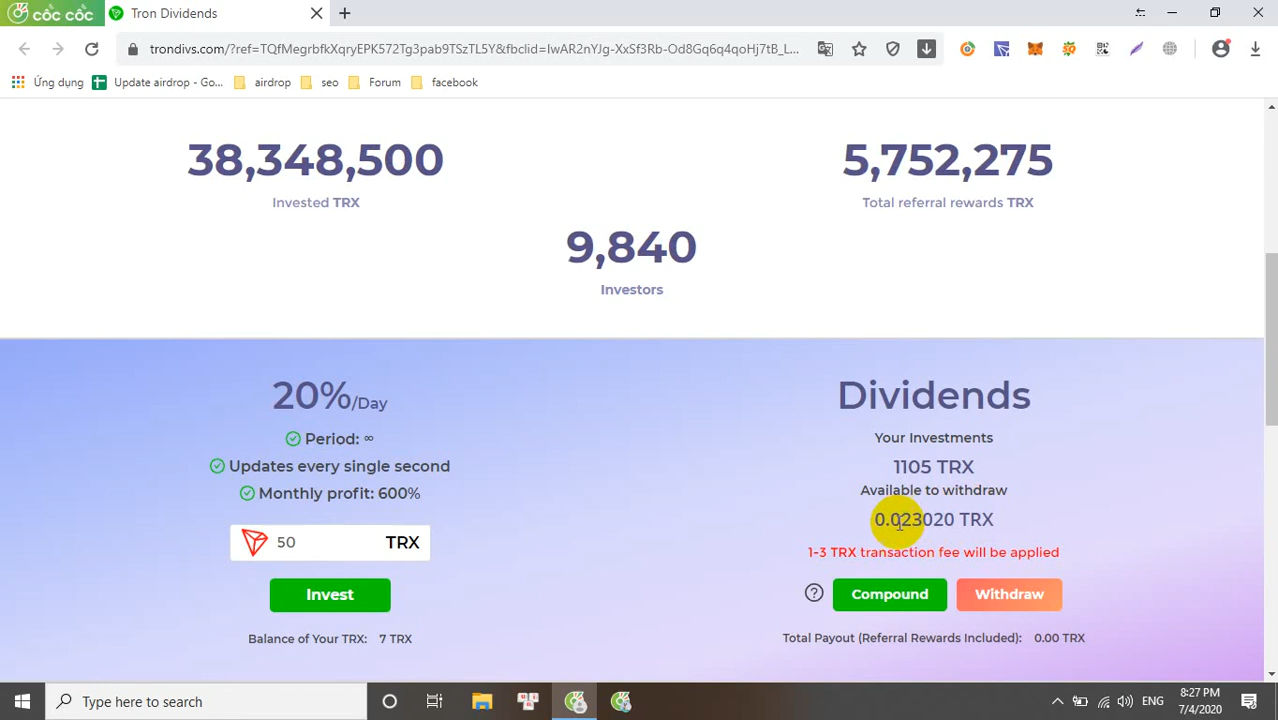 cốc cốc
Tron Dividends
trondivs.com/?ref=TQfMegrbfkXqryEPK572Tg3pab9TSzTL5Y&fbclid=IwAR2nYJg-XxSf3Rb-Od8Gq6q4qoHj7tB_L...
Ứng dụng
Update airdrop - Go...
airdrop
seo
Forum
facebook
38,348,500
Invested TRX
5,752,275
Total referral rewards TRX
9,840
Investors
20%/Day
Period: ∞
Updates every single second
Monthly profit: 600%
50 TRX
Invest
Balance of Your TRX: 7 TRX
Dividends
Your Investments
1105 TRX
Available to withdraw
0.023020 TRX
1-3 TRX transaction fee will be applied
Compound
Withdraw
Total Payout (Referral Rewards Included): 0.00 TRX
Type here to search
ENG
8:27 PM
7/4/2020